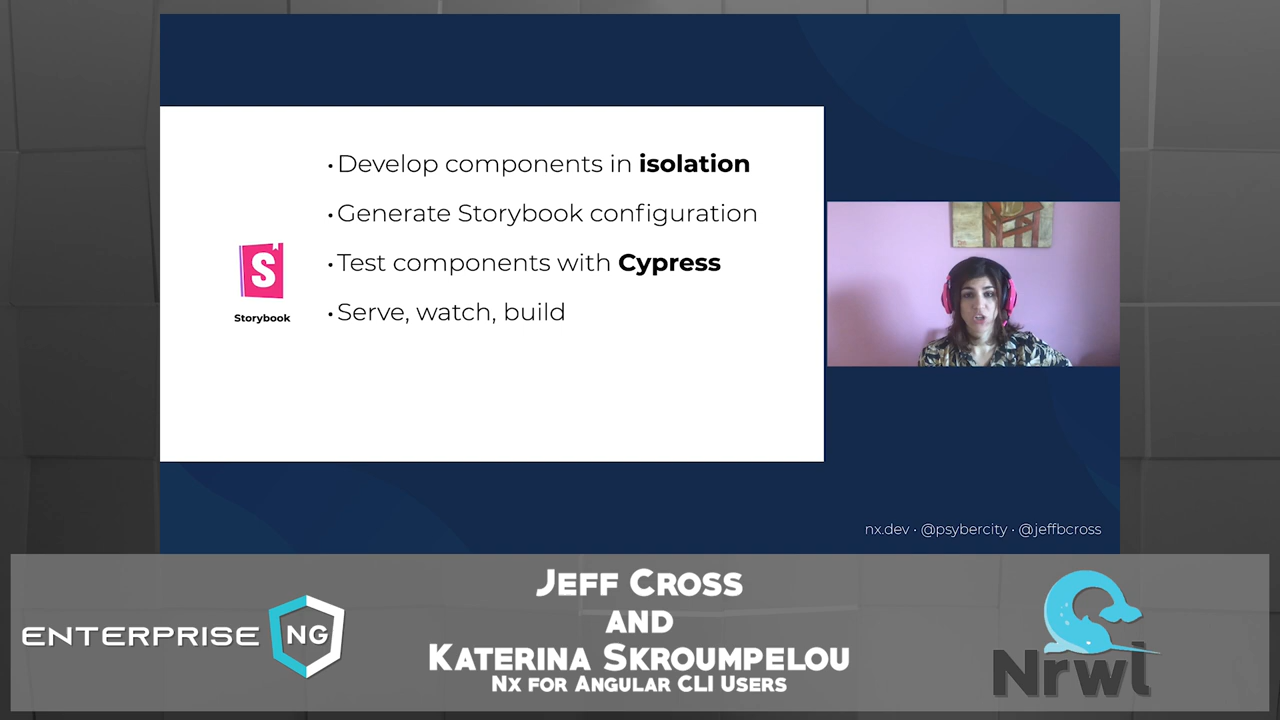 • Develop components in isolation
• Generate Storybook configuration
• Test components with Cypress
• Serve, watch, build
S
Storybook
nx.dev • @psybercity • @jeffbcross
JEFF CROSS
AND
KATERINA SKROUMPELOU
NX FOR ANGULAR CLI USERS
ENTERPRISE NG
Nrwl